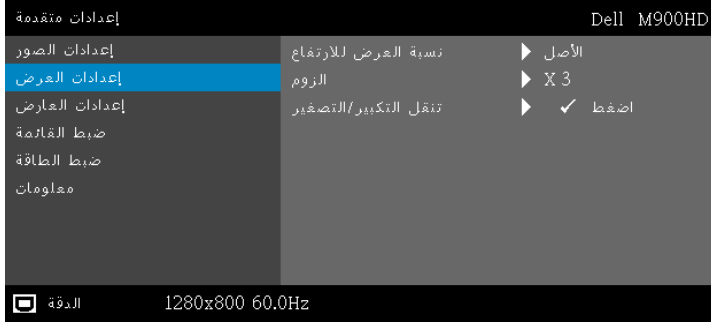 إعدادات متقدمة
Dell M900HD
إعدادات الصور
إعدادات العرض
إعدادات العارض
ضبط القائمة
ضبط الطاقة
معلومات
نسبة العرض للارتفاع الأصل
الزوم X 3
تنقل التكبير/التصغير ✓ اضغط
الدقة 1280x800 60.0Hz